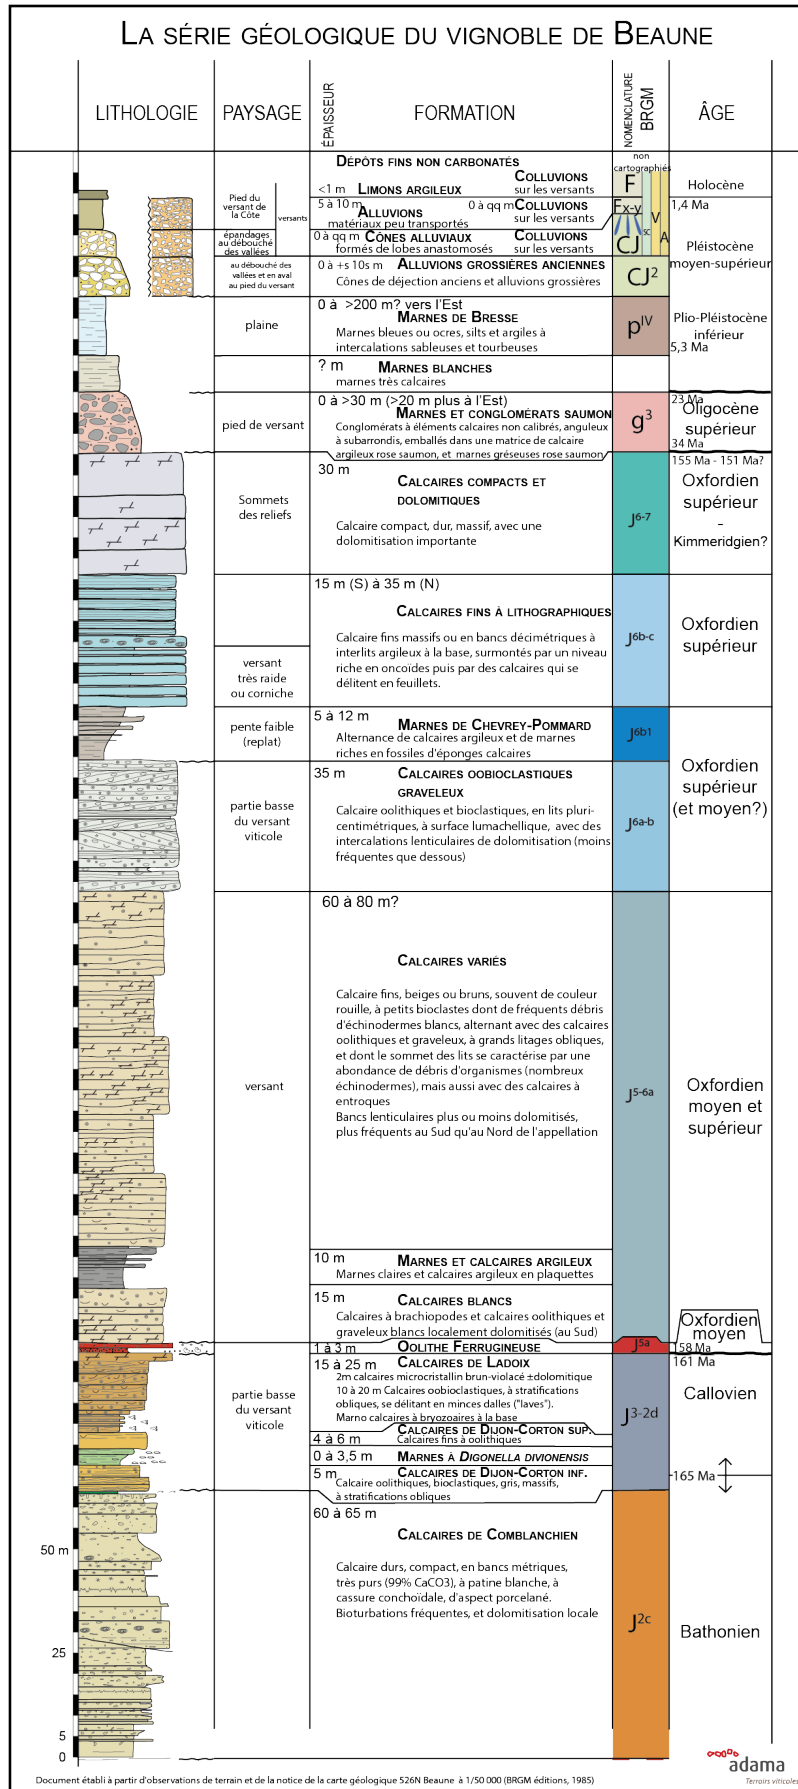 LA SÉRIE GÉOLOGIQUE DU VIGNOBLE DE BEAUNE
LITHOLOGIE
PAYSAGE
ÉPAISSEUR
FORMATION
NOMENCLATURE
BRGM
ÂGE
DÉPÔTS FINS NON CARBONATÉS
non
cartographiés
<1 m LIMONS ARGILEUX
COLLUVIONS
sur les versants
F
Holocène
Pied du
versant de
la Côte
versants
5 à 10 m
ALLUVIONS
matériaux peu transportés
0 à qq m COLLUVIONS
sur les versants
Fx-y
1,4 Ma
épandages
au débouché
des vallées
0 à qq m CÔNES ALLUVIAUX
formés de lobes anastomosés
COLLUVIONS
sur les versants
CJ
SC
V
A
Pléistocène
moyen-supérieur
au débouché des
vallées et en aval
au pied du versant
0 à +s 10s m ALLUVIONS GROSSIÈRES ANCIENNES
Cônes de déjection anciens et alluvions grossières
CJ2
plaine
0 à >200 m? vers l'Est
MARNES DE BRESSE
Marnes bleues ou ocres, silts et argiles à
intercalations sableuses et tourbeuses
pIV
Plio-Pléistocène
inférieur
5,3 Ma
? m MARNES BLANCHES
marnes très calcaires
pied de versant
0 à >30 m (>20 m plus à l'Est)
MARNES ET CONGLOMÉRATS SAUMON
Conglomérats à éléments calcaires non calibrés, anguleux
à subarrondis, emballés dans une matrice de calcaire
argileux rose saumon, et marnes gréseuses rose saumon
g3
23 Ma
Oligocène
supérieur
34 Ma
Sommets
des reliefs
30 m
CALCAIRES COMPACTS ET
DOLOMITIQUES
Calcaire compact, dur, massif, avec une
dolomitisation importante
J6-7
155 Ma - 151 Ma?
Oxfordien
supérieur
-
Kimmeridgien?
15 m (S) à 35 m (N)
CALCAIRES FINS À LITHOGRAPHIQUES
Calcaire fins massifs ou en bancs décimétriques à
interlits argileux à la base, surmontés par un niveau
riche en oncoïdes puis par des calcaires qui se
délitent en feuillets.
J6b-c
Oxfordien
supérieur
versant
très raide
ou corniche
pente faible
(replat)
5 à 12 m
MARNES DE CHEVREY-POMMARD
Alternance de calcaires argileux et de marnes
riches en fossiles d'éponges calcaires
J6b1
Oxfordien
supérieur
(et moyen?)
partie basse
du versant
viticole
35 m
CALCAIRES OOBIOCLASTIQUES
GRAVELEUX
Calcaire oolithiques et bioclastiques, en lits pluri-
centimétriques, à surface lumachellique, avec des
intercalations lenticulaires de dolomitisation (moins
fréquentes que dessous)
J6a-b
versant
60 à 80 m?
CALCAIRES VARIÉS
Calcaire fins, beiges ou bruns, souvent de couleur
rouille, à petits bioclastes dont de fréquents débris
d'échinodermes blancs, alternant avec des calcaires
oolithiques et graveleux, à grands litages obliques,
et dont le sommet des lits se caractérise par une
abondance de débris d'organismes (nombreux
échinodermes), mais aussi avec des calcaires à
entroques
Bancs lenticulaires plus ou moins dolomitisés,
plus fréquents au Sud qu'au Nord de l'appellation
J5-6a
Oxfordien
moyen et
supérieur
10 m
MARNES ET CALCAIRES ARGILEUX
Marnes claires et calcaires argileux en plaquettes
15 m
CALCAIRES BLANCS
Calcaires à brachiopodes et calcaires oolithiques et
graveleux blancs localement dolomitisés (au Sud)
Oxfordien
moyen
1 à 3 m
OOLITHE FERRUGINEUSE
J5a
158 Ma
partie basse
du versant
viticole
15 à 25 m
CALCAIRES DE LADOIX
2m calcaires microcristallin brun-violacé ±dolomitique
10 à 20 m Calcaires oobioclastiques, à stratifications
obliques, se délitant en minces dalles ("laves").
Marno calcaires à bryozoaires à la base
J3-2d
161 Ma
Callovien
CALCAIRES DE DIJON-CORTON SUP.
4 à 6 m
Calcaires fins à oolithiques
0 à 3,5 m
MARNES À DIGONELLA DIVIONENSIS
5 m
CALCAIRES DE DIJON-CORTON INF.
Calcaire oolithiques, bioclastiques, gris, massifs,
à stratifications obliques
165 Ma
60 à 65 m
CALCAIRES DE COMBLANCHIEN
Calcaire durs, compact, en bancs métriques,
très purs (99% CaCO3), à patine blanche, à
cassure conchoïdale, d'aspect porcelané.
Bioturbations fréquentes, et dolomitisation locale
J2c
Bathonien
50 m
25
5
0
adama
Terroirs viticoles
Document établi à partir d'observations de terrain et de la notice de la carte géologique 526N Beaune à 1/50 000 (BRGM éditions, 1985)